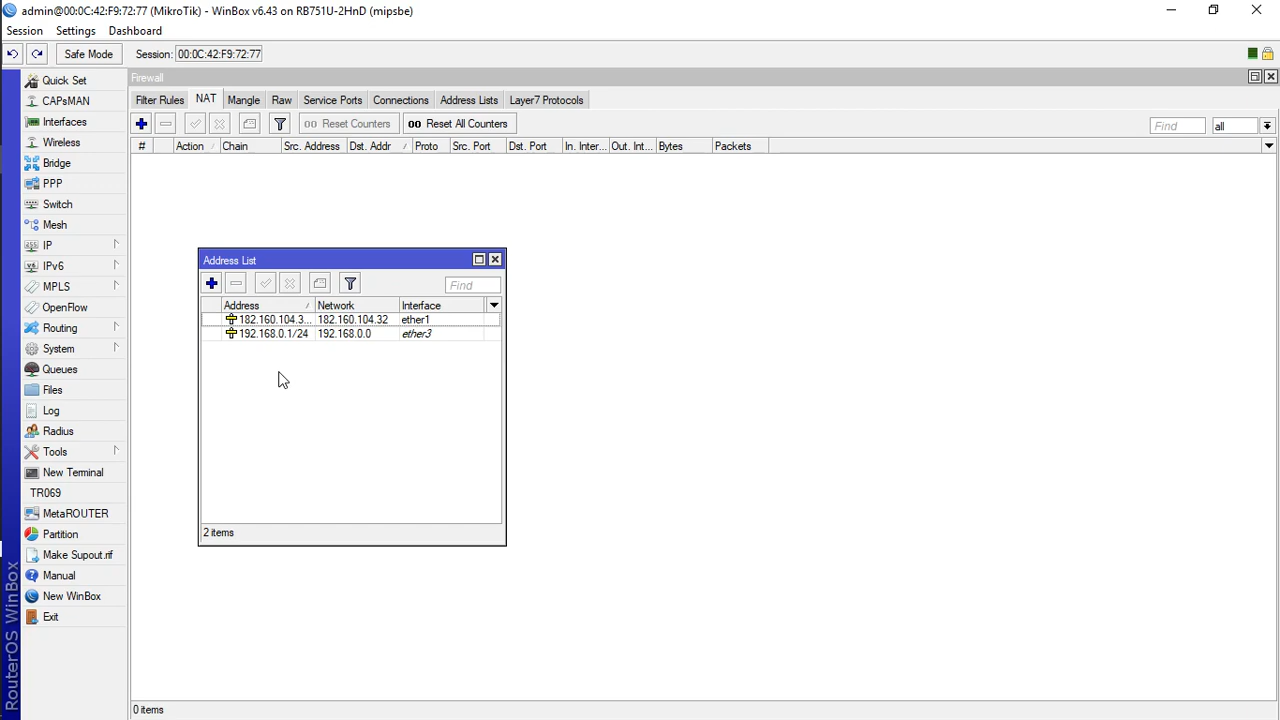 admin@00:0C:42:F9:72:77 (MikroTik) - WinBox v6.43 on RB751U-2HnD (mipsbe)
Session Settings Dashboard
Safe Mode Session: 00:0C:42:F9:72:77
Quick Set
CAPsMAN
Interfaces
Wireless
Bridge
PPP
Switch
Mesh
IP
IPv6
MPLS
OpenFlow
Routing
System
Queues
Files
Log
Radius
Tools
New Terminal
TR069
MetaROUTER
Partition
Make Supout.rif
Manual
New WinBox
Exit
RouterOS WinBox
Firewall
Filter Rules NAT Mangle Raw Service Ports Connections Address Lists Layer7 Protocols
00 Reset Counters 00 Reset All Counters Find all
# Action Chain Src. Address Dst. Addr Proto Src. Port Dst. Port In. Inter... Out. Int... Bytes Packets
Address List
Find
Address Network Interface
182.160.104.3... 182.160.104.32 ether1
192.168.0.1/24 192.168.0.0 ether3
2 items
0 items